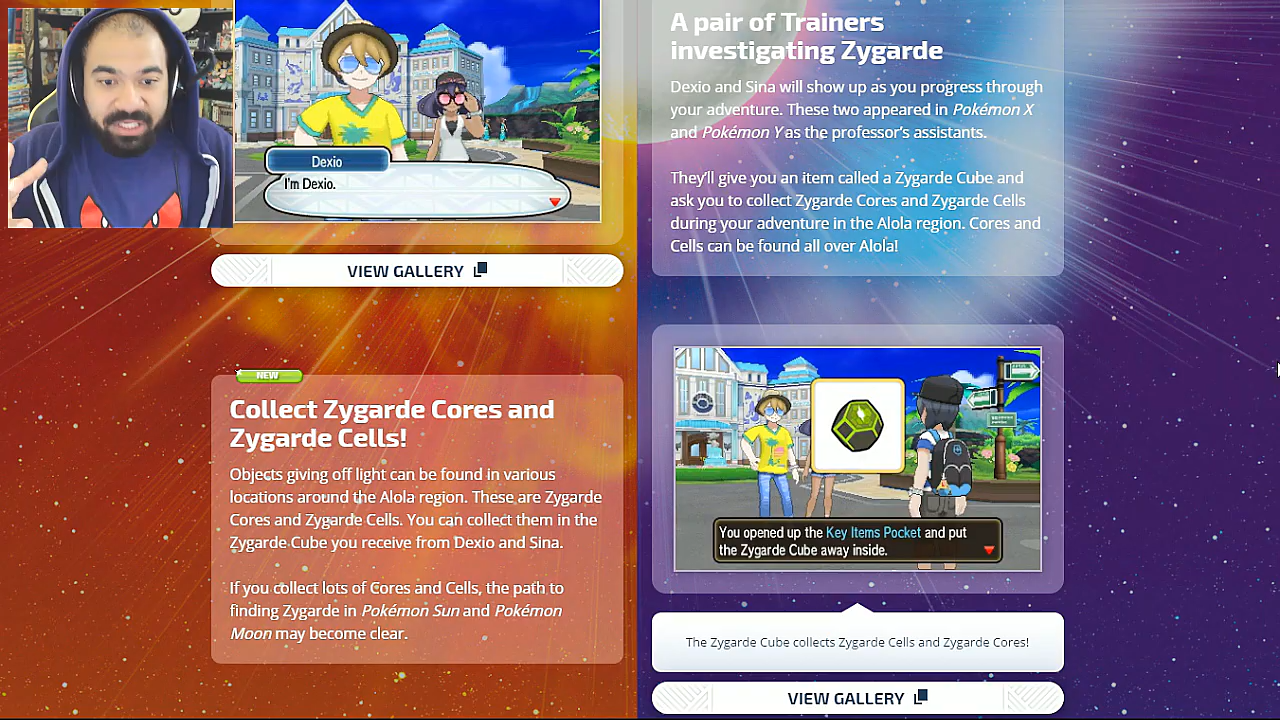 Dexio
I'm Dexio.
VIEW GALLERY
NEW
Collect Zygarde Cores and
Zygarde Cells!
Objects giving off light can be found in various
locations around the Alola region. These are Zygarde
Cores and Zygarde Cells. You can collect them in the
Zygarde Cube you receive from Dexio and Sina.
If you collect lots of Cores and Cells, the path to
finding Zygarde in Pokémon Sun and Pokémon
Moon may become clear.
A pair of Trainers
investigating Zygarde
Dexio and Sina will show up as you progress through
your adventure. These two appeared in Pokémon X
and Pokémon Y as the professor's assistants.
They'll give you an item called a Zygarde Cube and
ask you to collect Zygarde Cores and Zygarde Cells
during your adventure in the Alola region. Cores and
Cells can be found all over Alola!
You opened up the Key Items Pocket and put
the Zygarde Cube away inside.
The Zygarde Cube collects Zygarde Cells and Zygarde Cores!
VIEW GALLERY